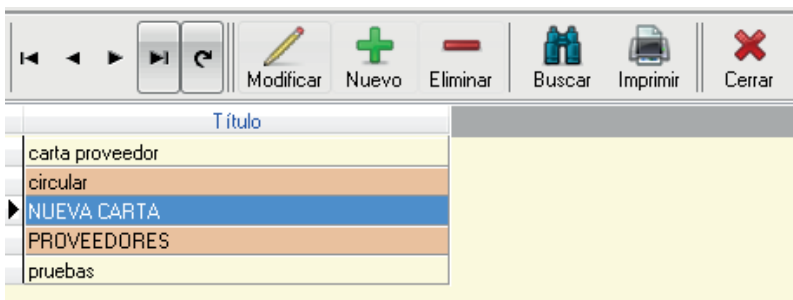 Modificar Nuevo Eliminar Buscar Imprimir Cerrar
Título
carta proveedor
circular
NUEVA CARTA
PROVEEDORES
pruebas